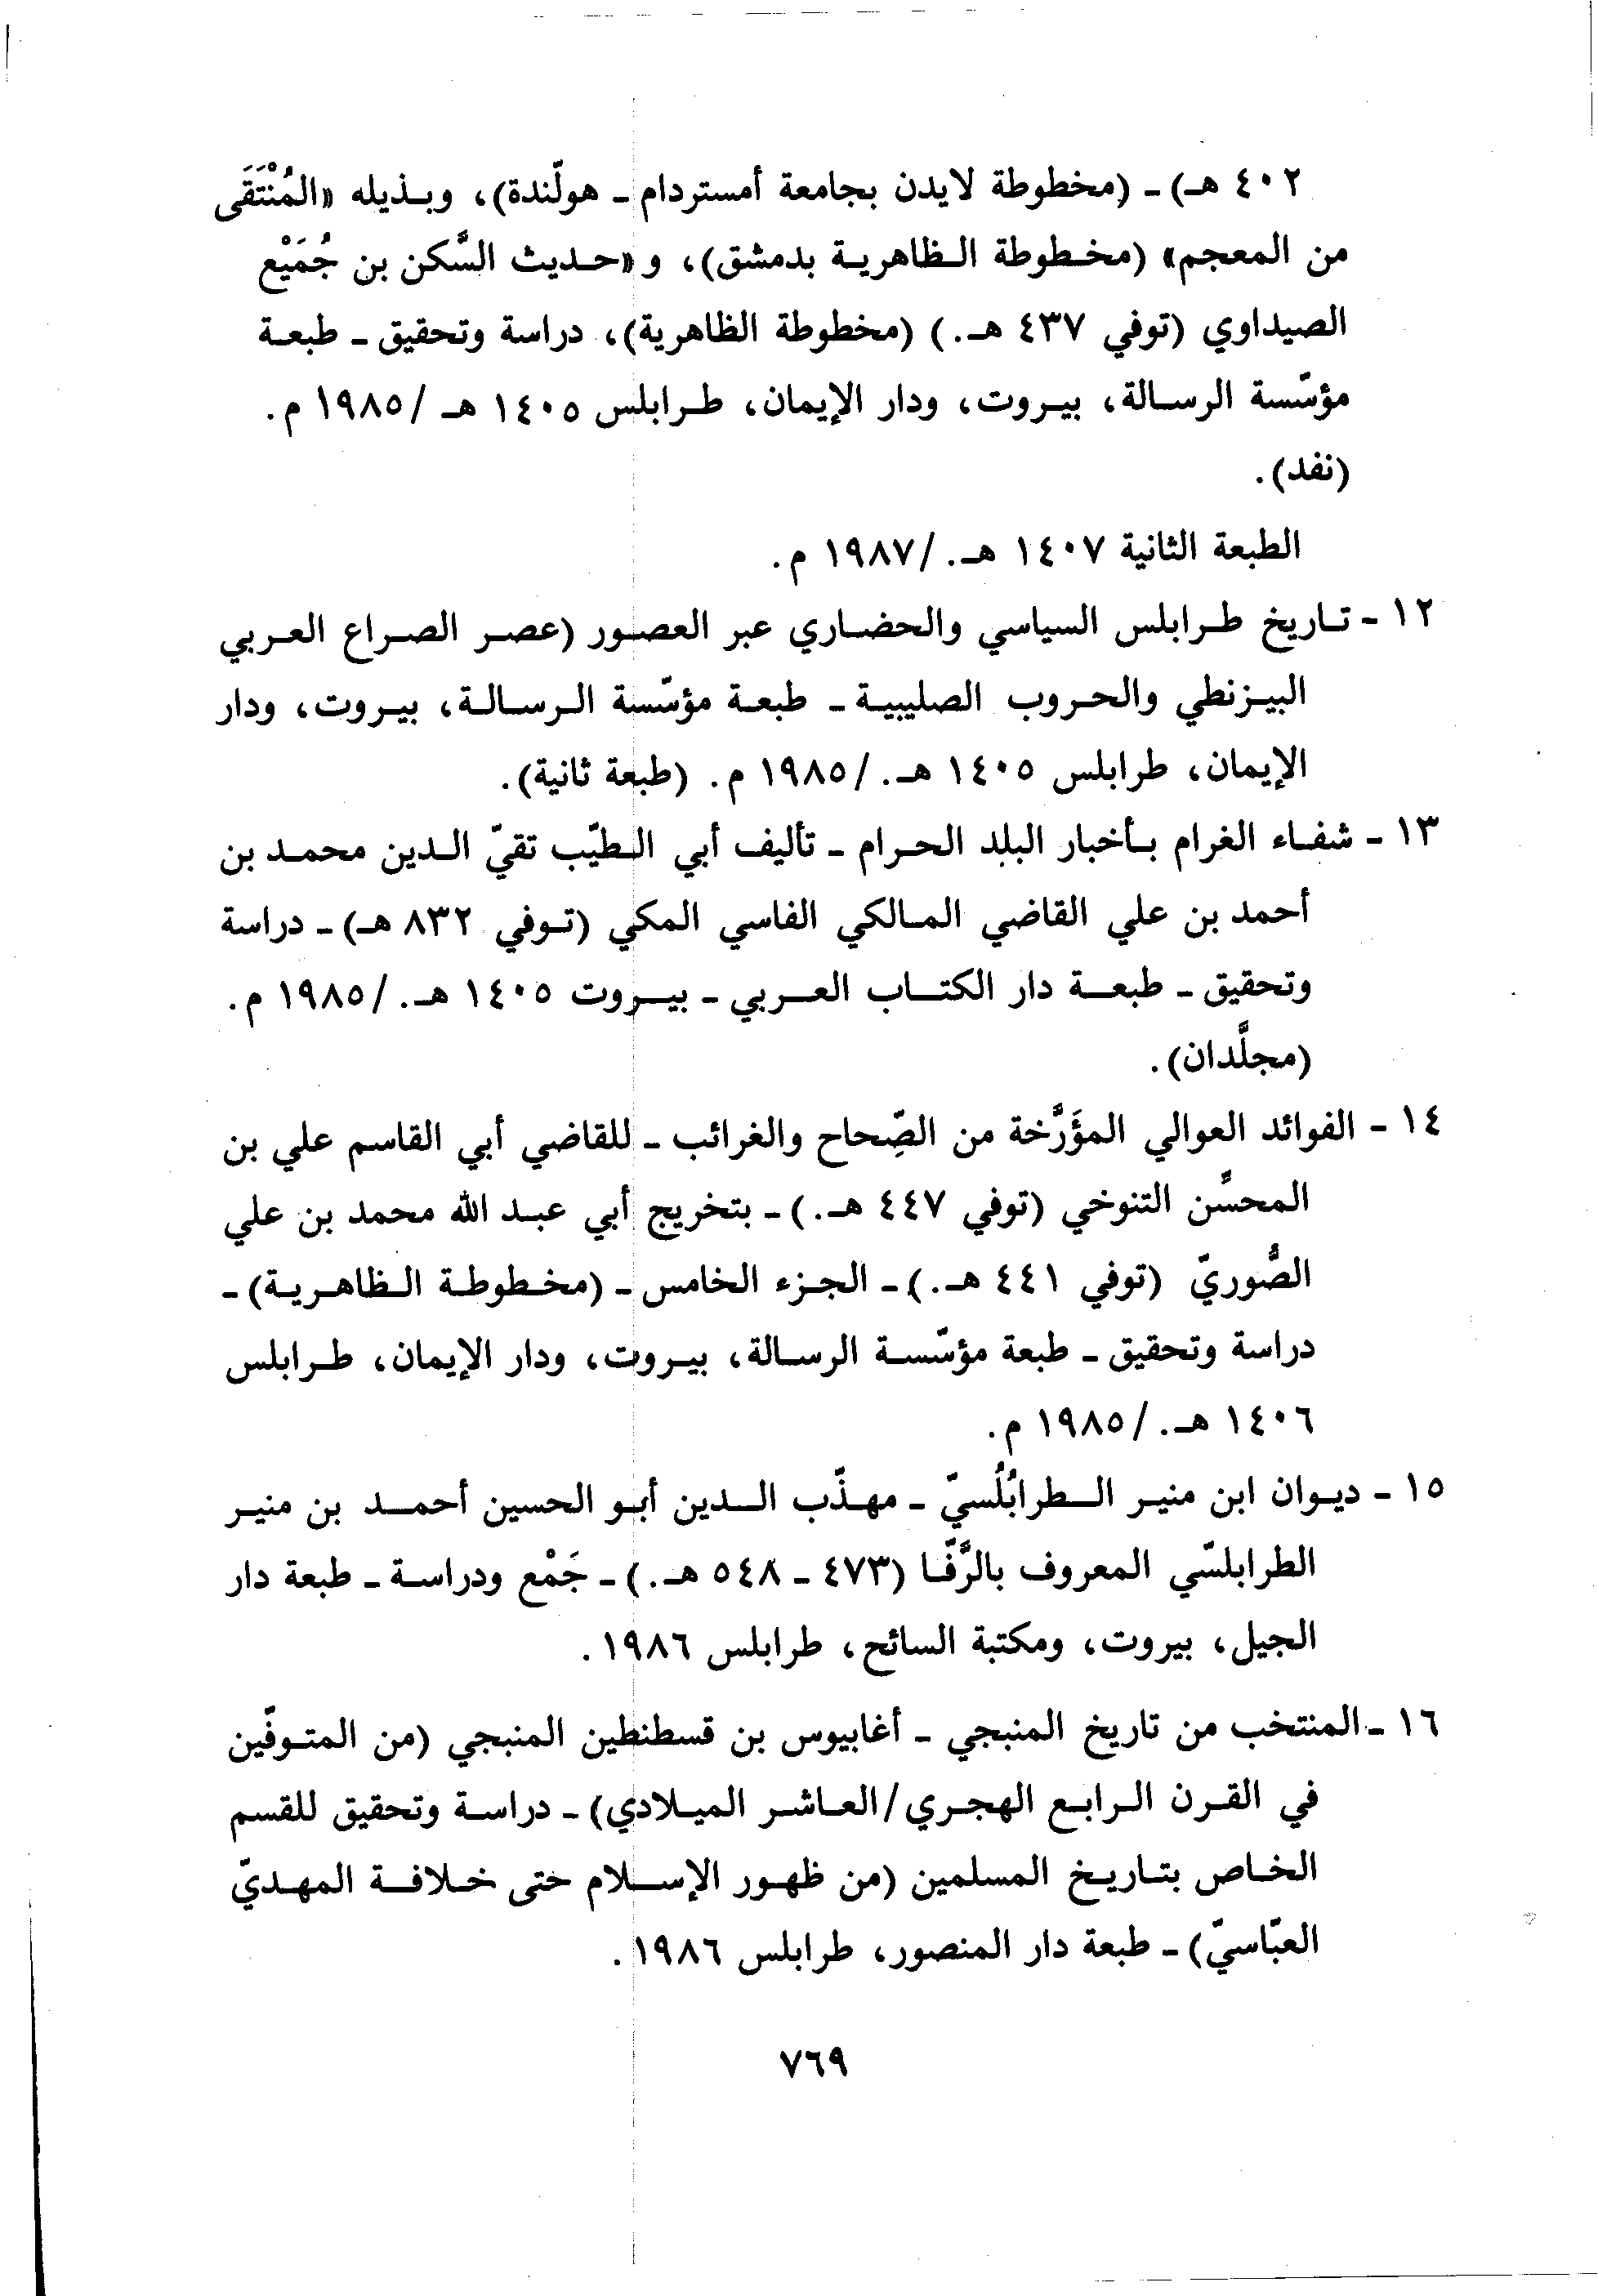 ٤٠٢ هـ) - (مخطوطة لايدن بجامعة أمستردام - هولّندة)، وبذيله «المُنْتَقَى
من المعجم» (مخطوطة الظاهرية بدمشق)، و«حديث السَّكن بن جُمَيْع
الصيداوي (توفي ٤٣٧ هـ.) (مخطوطة الظاهرية)، دراسة وتحقيق - طبعة
مؤسّسة الرسالة، بيروت، ودار الإيمان، طرابلس ١٤٠٥ هـ /١٩٨٥ م.
(نفد).
الطبعة الثانية ١٤٠٧ هـ. /١٩٨٧ م.
١٢ - تاريخ طرابلس السياسي والحضاري عبر العصور (عصر الصراع العربي
البيزنطي والحروب الصليبية - طبعة مؤسّسة الرسالة، بيروت، ودار
الإيمان، طرابلس ١٤٠٥ هـ. /١٩٨٥ م. (طبعة ثانية).
١٣ - شفاء الغرام بأخبار البلد الحرام - تأليف أبي الطيّب تقيّ الدين محمد بن
أحمد بن علي القاضي المالكي الفاسي المكي (توفي ٨٣٢ هـ) - دراسة
وتحقيق - طبعة دار الكتاب العربي - بيروت ١٤٠٥ هـ. /١٩٨٥ م.
(مجلَّدان).
١٤ - الفوائد العوالي المؤَرَّخة من الصِّحاح والغرائب - للقاضي أبي القاسم علي بن
المحسَّن التنوخي (توفي ٤٤٧ هـ.) - بتخريج أبي عبد الله محمد بن علي
الصُّوريّ (توفي ٤٤١ هـ.) - الجزء الخامس - (مخطوطة الظاهرية) -
دراسة وتحقيق - طبعة مؤسّسة الرسالة، بيروت، ودار الإيمان، طرابلس
١٤٠٦ هـ. /١٩٨٥ م.
١٥ - ديوان ابن منير الطرابُلُسيّ - مهذّب الدين أبو الحسين أحمد بن منير
الطرابلسّي المعروف بالرَّفّا (٤٧٣ - ٥٤٨ هـ.) - جَمْع ودراسة - طبعة دار
الجيل، بيروت، ومكتبة السائح، طرابلس ١٩٨٦.
١٦ - المنتخب من تاريخ المنبجي - أغابيوس بن قسطنطين المنبجي (من المتوفّين
في القرن الرابع الهجري/العاشر الميلادي) - دراسة وتحقيق للقسم
الخاص بتاريخ المسلمين (من ظهور الإسلام حتى خلافة المهديّ
العبّاسيّ) - طبعة دار المنصور، طرابلس ١٩٨٦.
٧٦٩